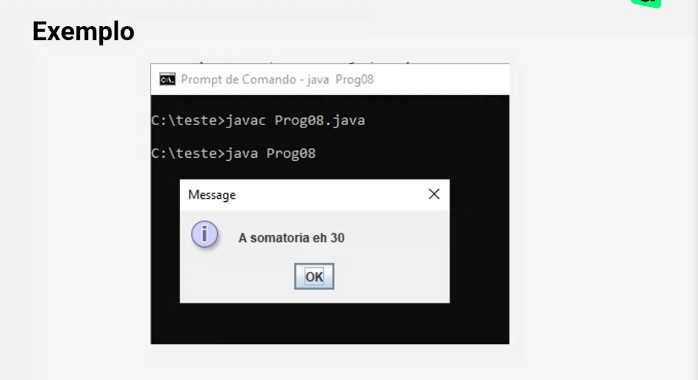 Exemplo
Prompt de Comando - java Prog08
C:\teste>javac Prog08.java
C:\teste>java Prog08
Message
A somatoria eh 30
OK